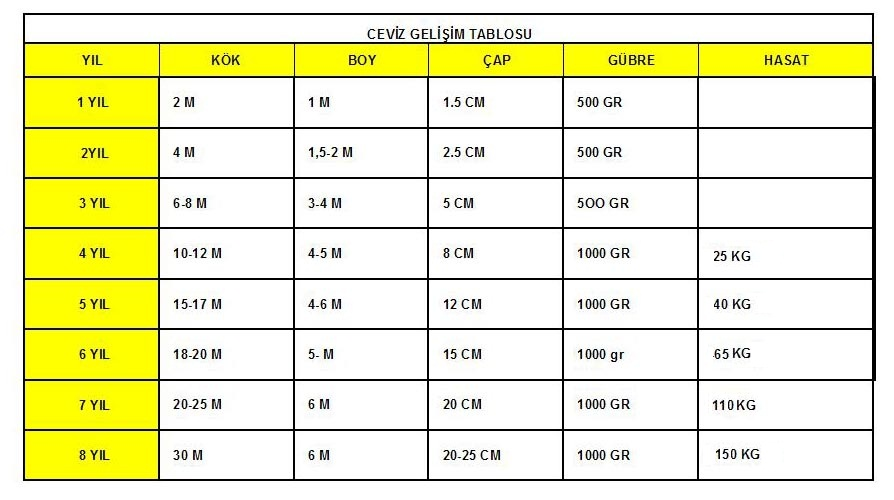 CEVİZ GELİŞİM TABLOSU
YIL KÖK BOY ÇAP GÜBRE HASAT
1 YIL 2 M 1 M 1.5 CM 500 GR
2YIL 4 M 1,5-2 M 2.5 CM 500 GR
3 YIL 6-8 M 3-4 M 5 CM 5OO GR
4 YIL 10-12 M 4-5 M 8 CM 1000 GR 25 KG
5 YIL 15-17 M 4-6 M 12 CM 1000 GR 40 KG
6 YIL 18-20 M 5- M 15 CM 1000 gr 65 KG
7 YIL 20-25 M 6 M 20 CM 1000 GR 110 KG
8 YIL 30 M 6 M 20-25 CM 1000 GR 150 KG